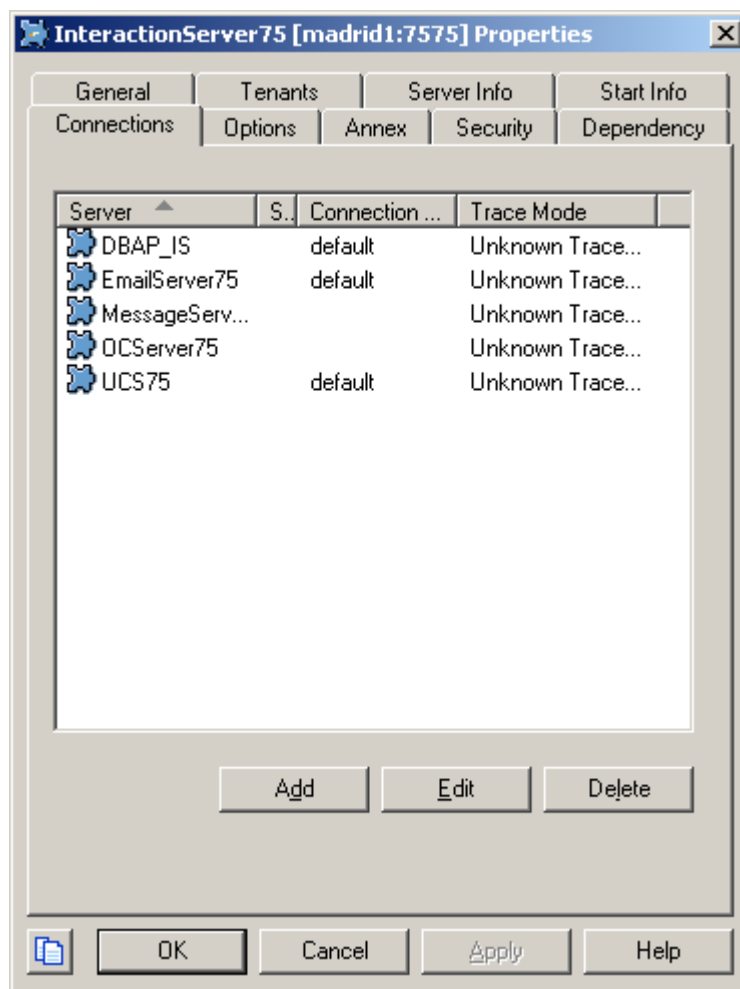 InteractionServer75 [madrid1:7575] Properties
General Tenants Server Info Start Info
Connections Options Annex Security Dependency
Server S.. Connection ... Trace Mode
DBAP_IS default Unknown Trace...
EmailServer75 default Unknown Trace...
MessageServ... Unknown Trace...
OCServer75 Unknown Trace...
UCS75 default Unknown Trace...
Add Edit Delete
OK Cancel Apply Help